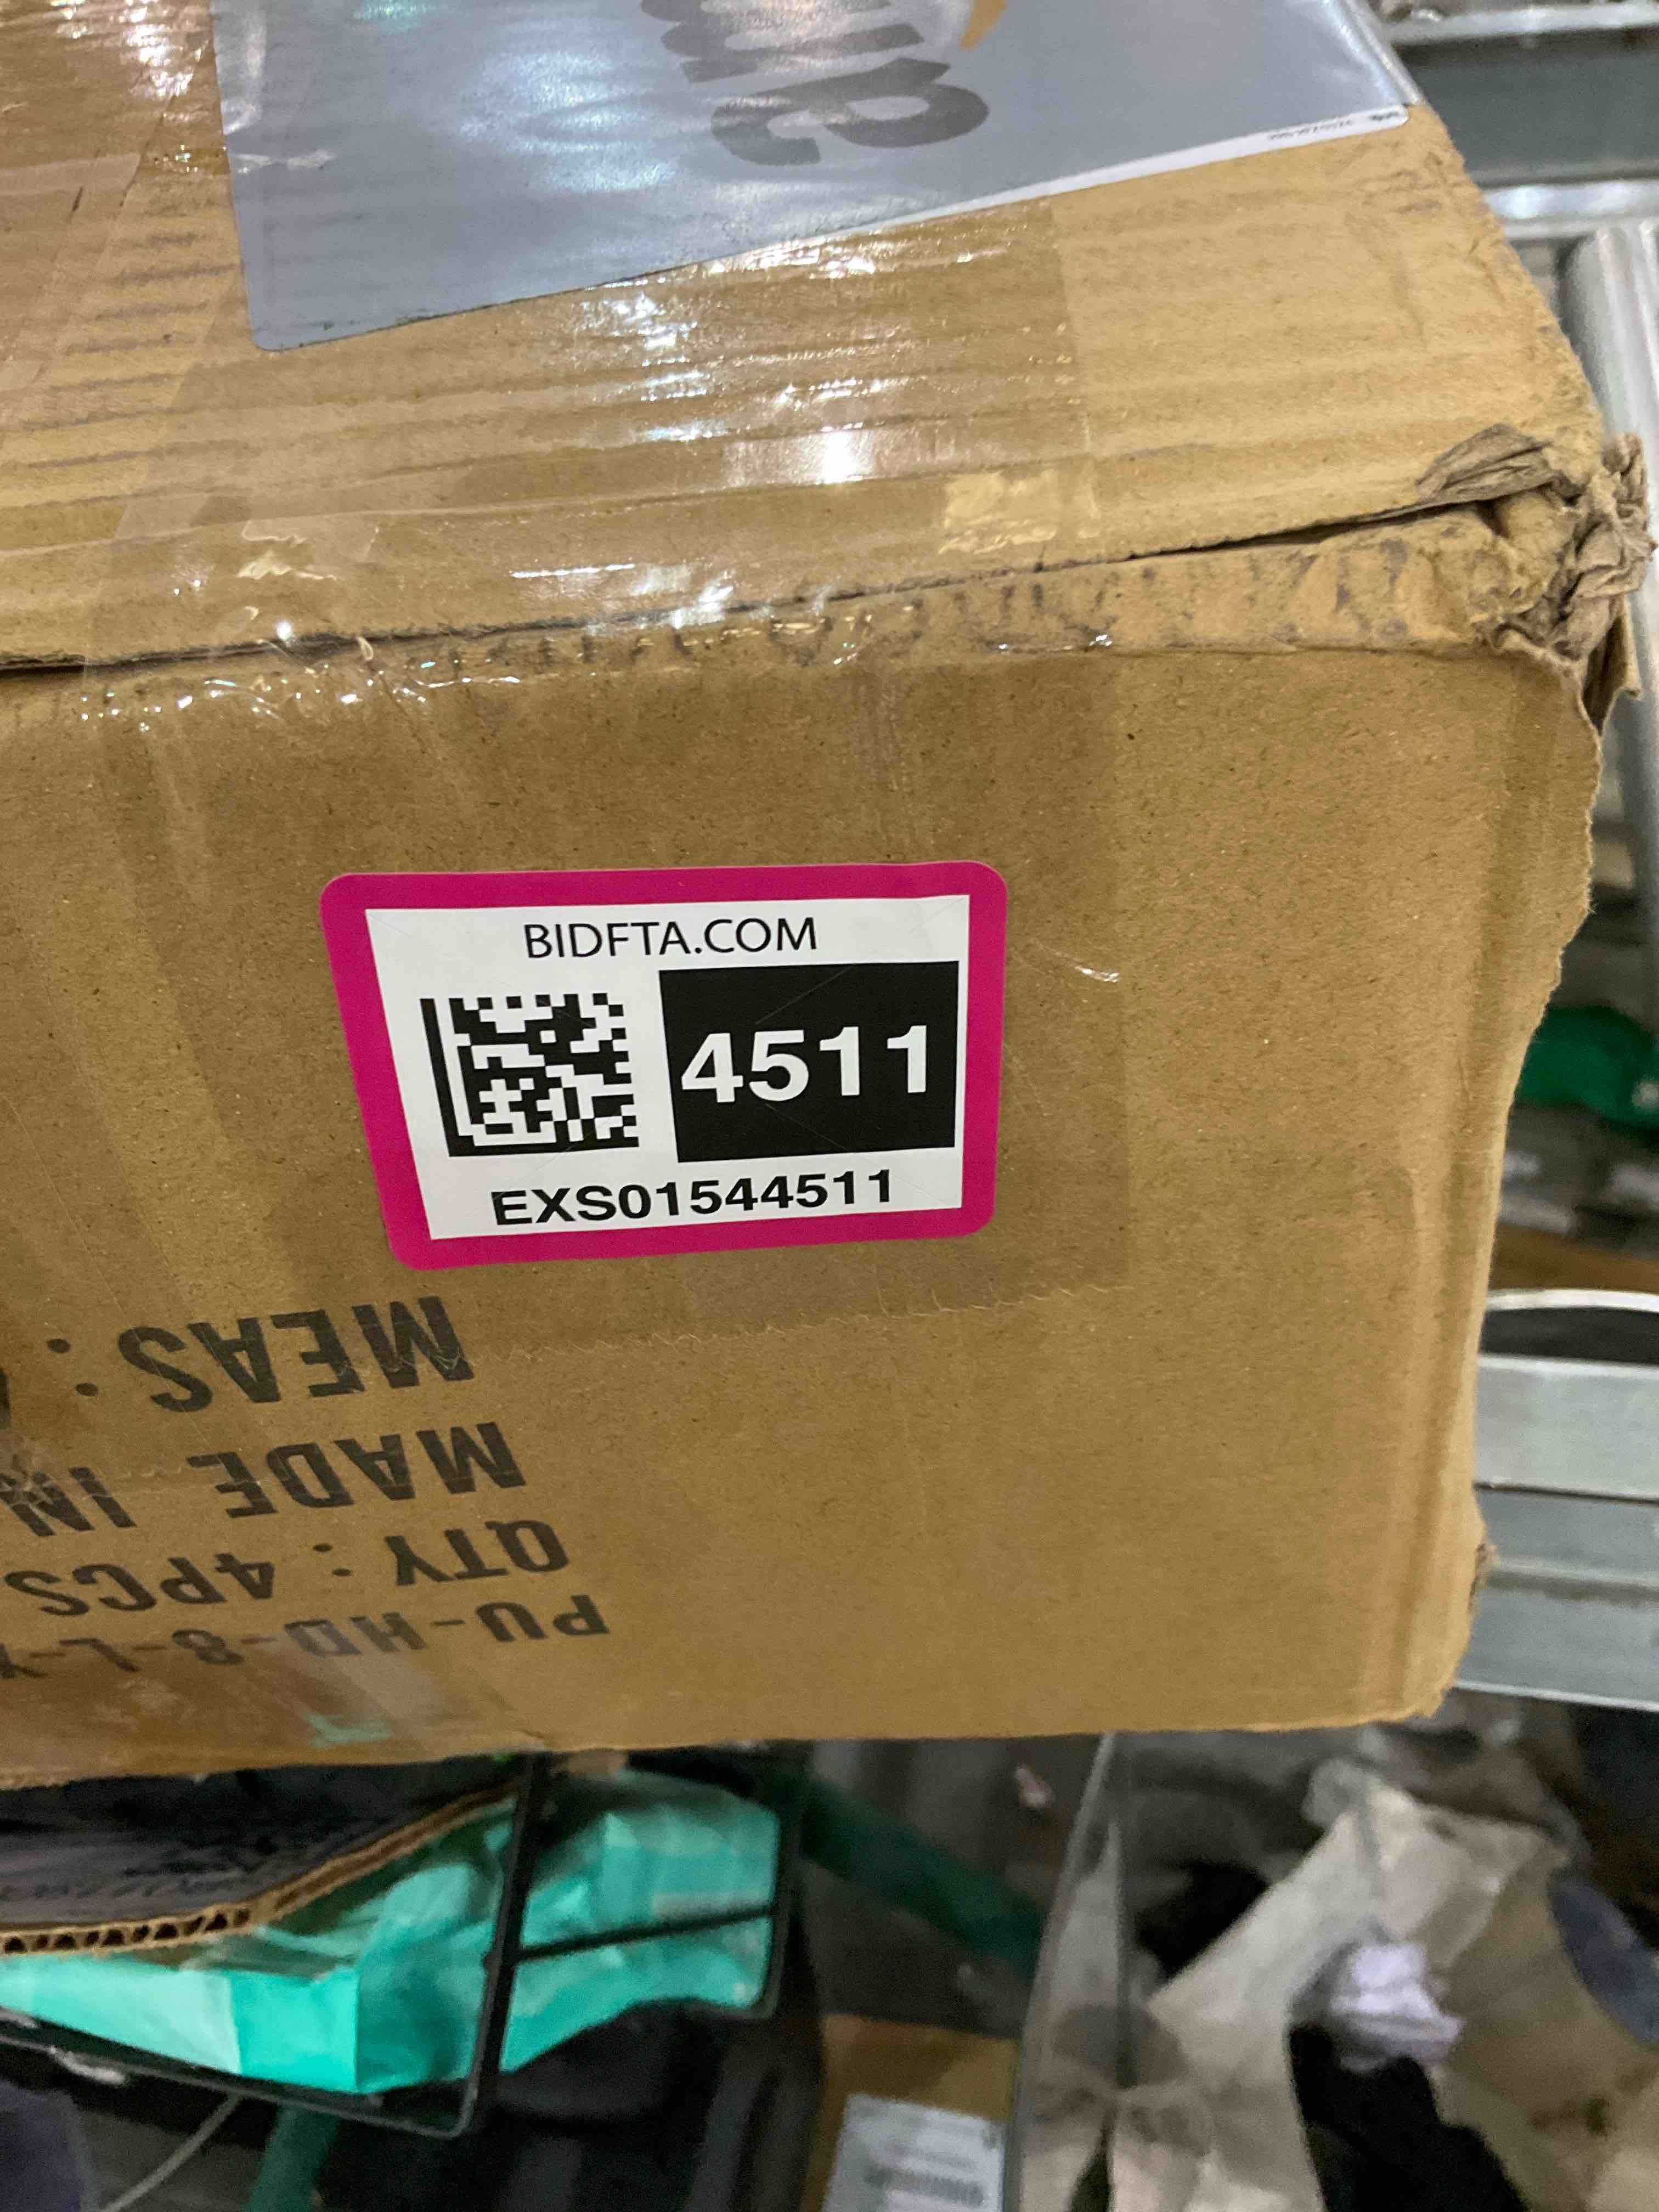 BIDFTA.COM
4511
EXS01544511
PU-HD-8-L-
QTY : 4PCS
MADE IN
MEAS :